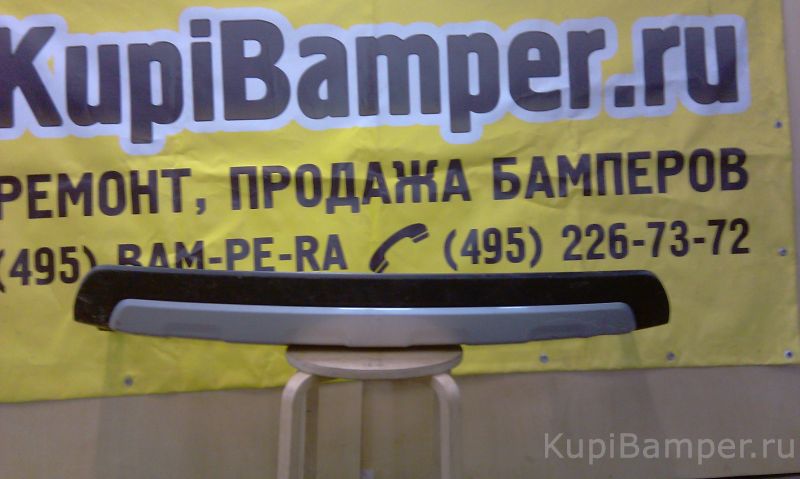 KupiBamper.ru
РЕМОНТ, ПРОДАЖА БАМПЕРОВ
(495) BAM-PE-RA (495) 226-73-72
KupiBamper.ru